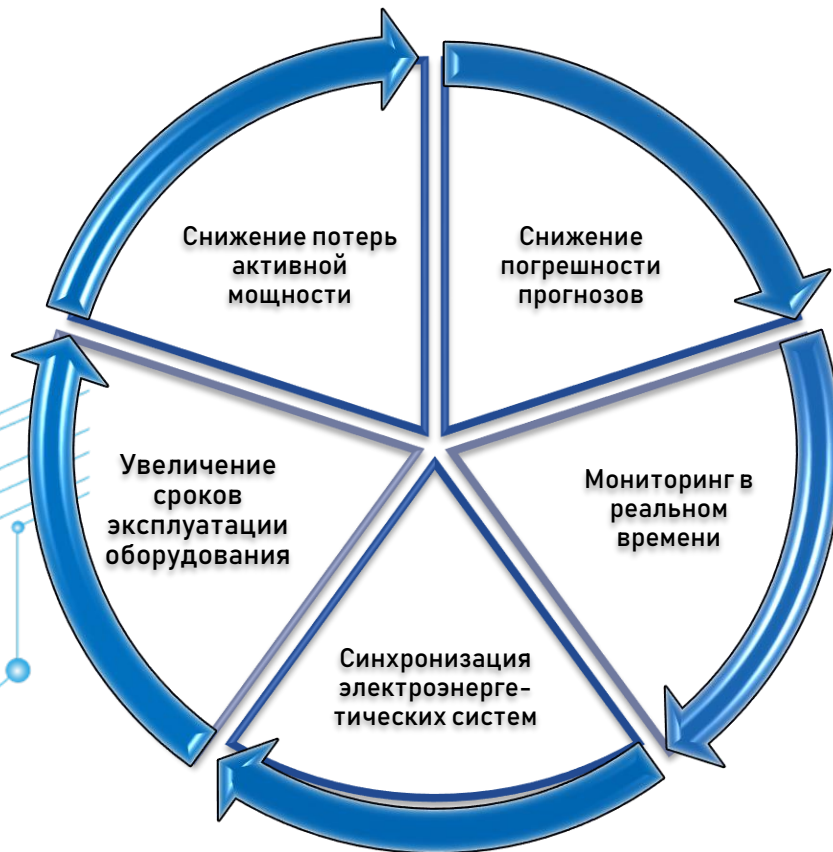 Снижение потерь
активной
мощности
Снижение
погрешности
прогнозов
Мониторинг в
реальном
времени
Синхронизация
электроэнерге-
тических систем
Увеличение
сроков
эксплуатации
оборудования